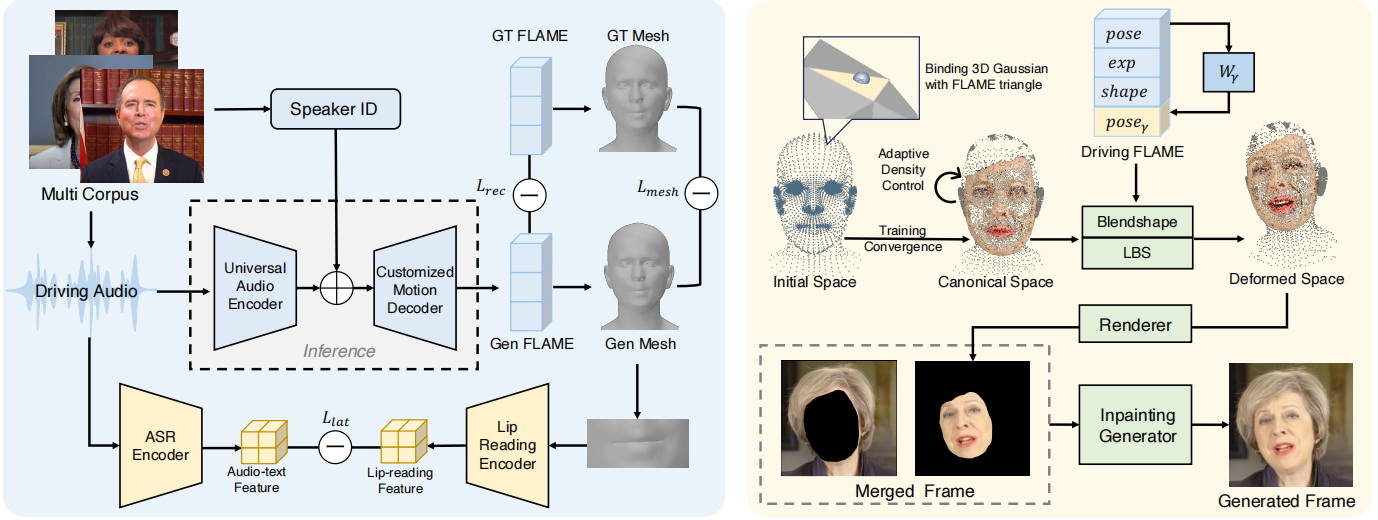 Multi Corpus
Speaker ID
GT FLAME
GT Mesh
L_rec
L_mesh
Driving Audio
Universal
Audio
Encoder
Customized
Motion
Decoder
Inference
Gen FLAME
Gen Mesh
ASR
Encoder
Audio-text
Feature
L_lat
Lip-reading
Feature
Lip
Reading
Encoder
Binding 3D Gaussian
with FLAME triangle
pose
exp
shape
pose_γ
W_γ
Driving FLAME
Adaptive
Density
Control
Training
Convergence
Initial Space
Canonical Space
Blendshape
LBS
Deformed Space
Renderer
Merged Frame
Inpainting
Generator
Generated Frame